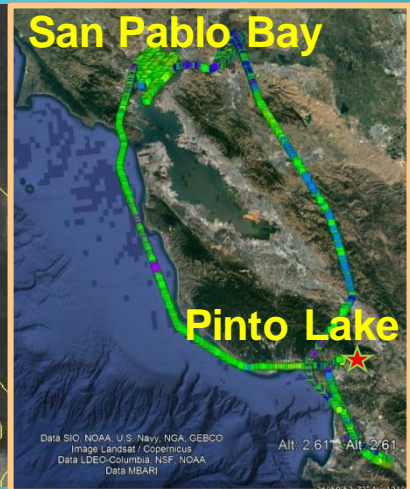 San Pablo Bay
Pinto Lake
Data SIO, NOAA, U.S. Navy, NGA, GEBCO
Image Landsat / Copernicus
Data LDEO-Columbia, NSF, NOAA
Data MBARI
Alt: 2.61 Alt: 2.61